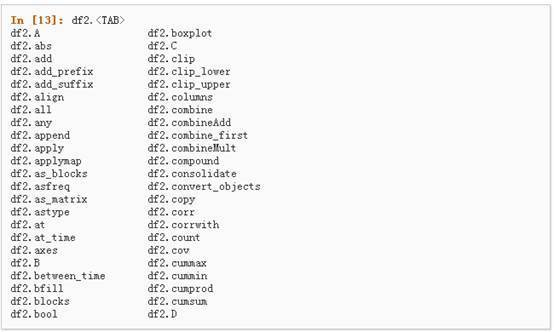 In [13]: df2.<TAB>
df2.A df2.boxplot
df2.abs df2.C
df2.add df2.clip
df2.add_prefix df2.clip_lower
df2.add_suffix df2.clip_upper
df2.align df2.columns
df2.all df2.combine
df2.any df2.combineAdd
df2.append df2.combine_first
df2.apply df2.combineMult
df2.applymap df2.compound
df2.as_blocks df2.consolidate
df2.asfreq df2.convert_objects
df2.as_matrix df2.copy
df2.astype df2.corr
df2.at df2.corrwith
df2.at_time df2.count
df2.axes df2.cov
df2.B df2.cummax
df2.between_time df2.cummin
df2.bfill df2.cumprod
df2.blocks df2.cumsum
df2.bool df2.D